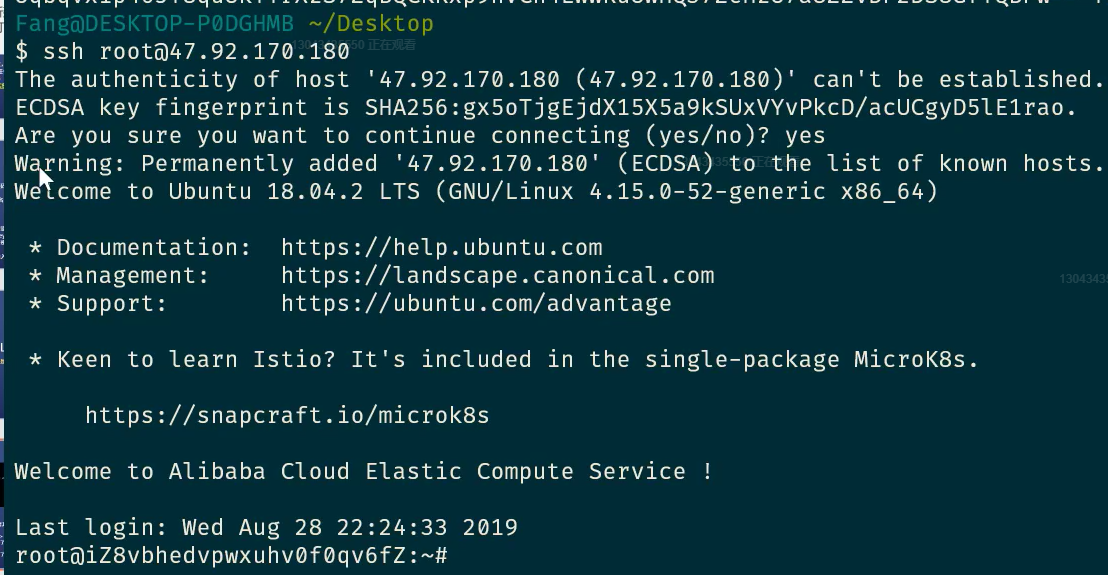 Fang@DESKTOP-P0DGHMB ~/Desktop
$ ssh root@47.92.170.180
The authenticity of host '47.92.170.180 (47.92.170.180)' can't be established.
ECDSA key fingerprint is SHA256:gx5oTjgEjdX15X5a9kSUxVYvPkcD/acUCgyD5lE1rao.
Are you sure you want to continue connecting (yes/no)? yes
Warning: Permanently added '47.92.170.180' (ECDSA) to the list of known hosts.
Welcome to Ubuntu 18.04.2 LTS (GNU/Linux 4.15.0-52-generic x86_64)
* Documentation: https://help.ubuntu.com
* Management: https://landscape.canonical.com
* Support: https://ubuntu.com/advantage
* Keen to learn Istio? It's included in the single-package MicroK8s.
https://snapcraft.io/microk8s
Welcome to Alibaba Cloud Elastic Compute Service !
Last login: Wed Aug 28 22:24:33 2019
root@iZ8vbhedvpwxuhv0f0qv6fZ:~#